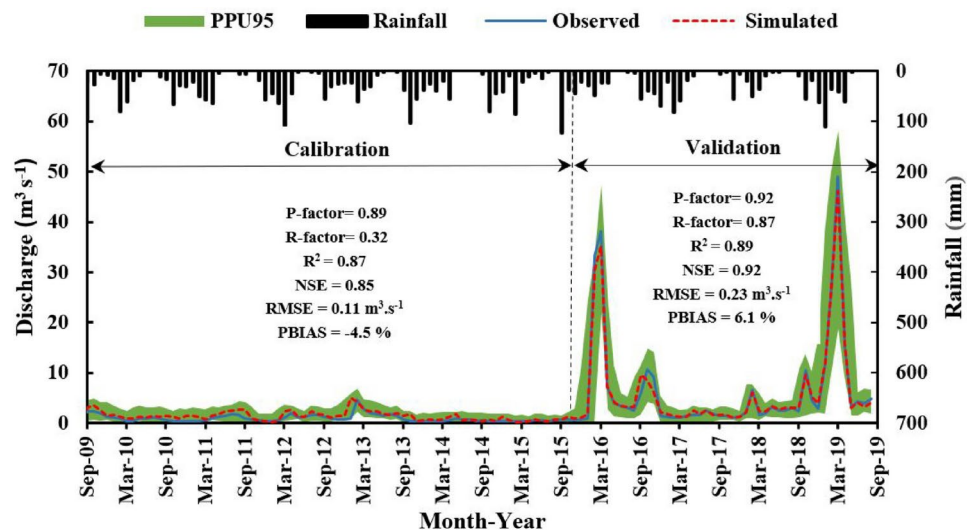 PPU95 Rainfall Observed Simulated
70
60
50
40
30
20
10
0
Discharge (m³ s⁻¹)
0
100
200
300
400
500
600
700
Rainfall (mm)
Calibration
P-factor= 0.89
R-factor= 0.32
R² = 0.87
NSE = 0.85
RMSE = 0.11 m³.s⁻¹
PBIAS = -4.5 %
Validation
P-factor= 0.92
R-factor= 0.87
R² = 0.89
NSE = 0.92
RMSE = 0.23 m³.s⁻¹
PBIAS = 6.1 %
Sep-09
Mar-10
Sep-10
Mar-11
Sep-11
Mar-12
Sep-12
Mar-13
Sep-13
Mar-14
Sep-14
Mar-15
Sep-15
Mar-16
Sep-16
Mar-17
Sep-17
Mar-18
Sep-18
Mar-19
Sep-19
Month-Year